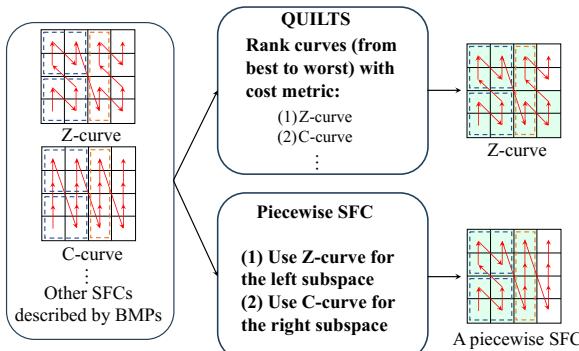 Z-curve
C-curve
⋮
Other SFCs
described by BMPs
QUILTS
Rank curves (from
best to worst) with
cost metric:
(1) Z-curve
(2) C-curve
⋮
Piecewise SFC
(1) Use Z-curve for
the left subspace
(2) Use C-curve for
the right subspace
Z-curve
A piecewise SFC